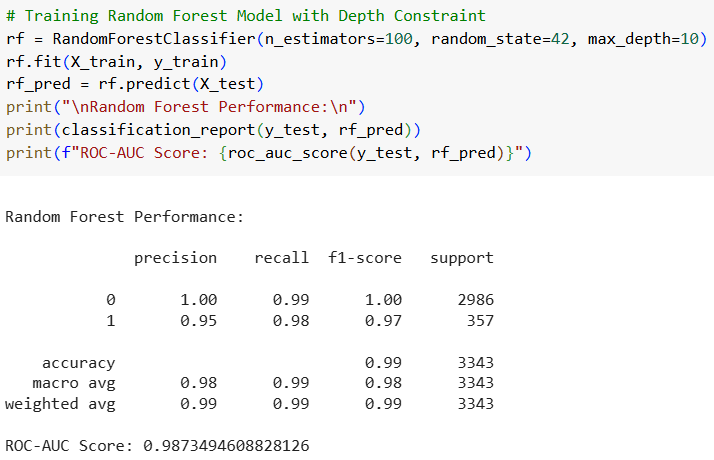 # Training Random Forest Model with Depth Constraint
rf = RandomForestClassifier(n_estimators=100, random_state=42, max_depth=10)
rf.fit(X_train, y_train)
rf_pred = rf.predict(X_test)
print("\nRandom Forest Performance:\n")
print(classification_report(y_test, rf_pred))
print(f"ROC-AUC Score: {roc_auc_score(y_test, rf_pred)}")
Random Forest Performance:
precision recall f1-score support
0 1.00 0.99 1.00 2986
1 0.95 0.98 0.97 357
accuracy 0.99 3343
macro avg 0.98 0.99 0.98 3343
weighted avg 0.99 0.99 0.99 3343
ROC-AUC Score: 0.9873494608828126